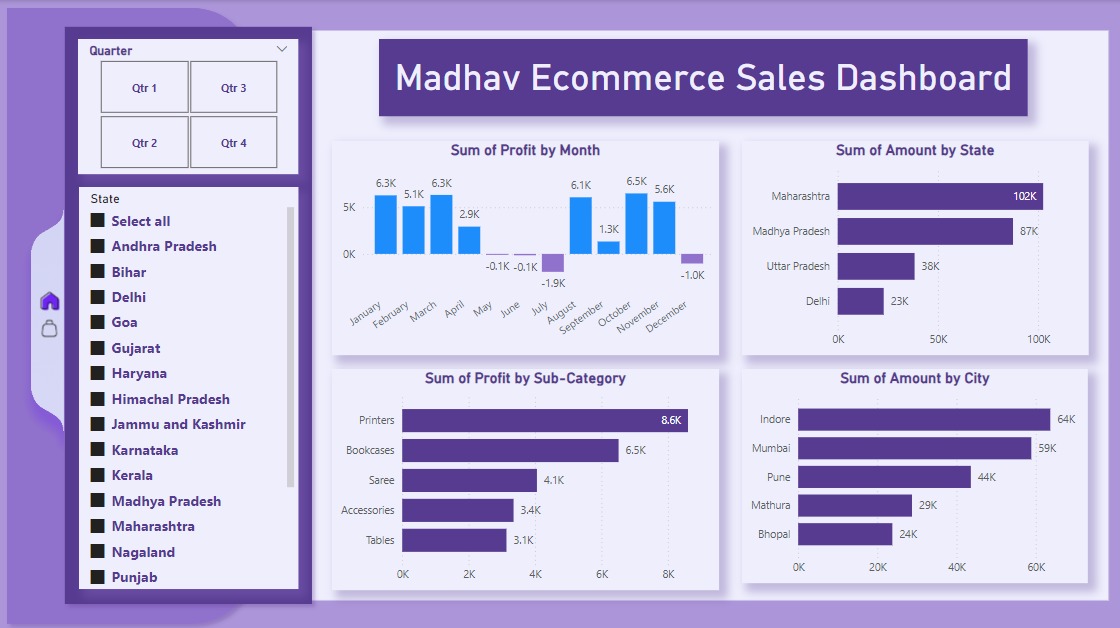 Quarter
Qtr 1
Qtr 3
Qtr 2
Qtr 4
State
Select all
Andhra Pradesh
Bihar
Delhi
Goa
Gujarat
Haryana
Himachal Pradesh
Jammu and Kashmir
Karnataka
Kerala
Madhya Pradesh
Maharashtra
Nagaland
Punjab
Madhav Ecommerce Sales Dashboard
Sum of Profit by Month
5K
0K
6.3K
5.1K
6.3K
2.9K
-0.1K
-0.1K
-1.9K
6.1K
1.3K
6.5K
5.6K
-1.0K
January
February
March
April
May
June
July
August
September
October
November
December
Sum of Amount by State
Maharashtra 102K
Madhya Pradesh 87K
Uttar Pradesh 38K
Delhi 23K
0K 50K 100K
Sum of Profit by Sub-Category
Printers 8.6K
Bookcases 6.5K
Saree 4.1K
Accessories 3.4K
Tables 3.1K
0K 2K 4K 6K 8K
Sum of Amount by City
Indore 64K
Mumbai 59K
Pune 44K
Mathura 29K
Bhopal 24K
0K 20K 40K 60K